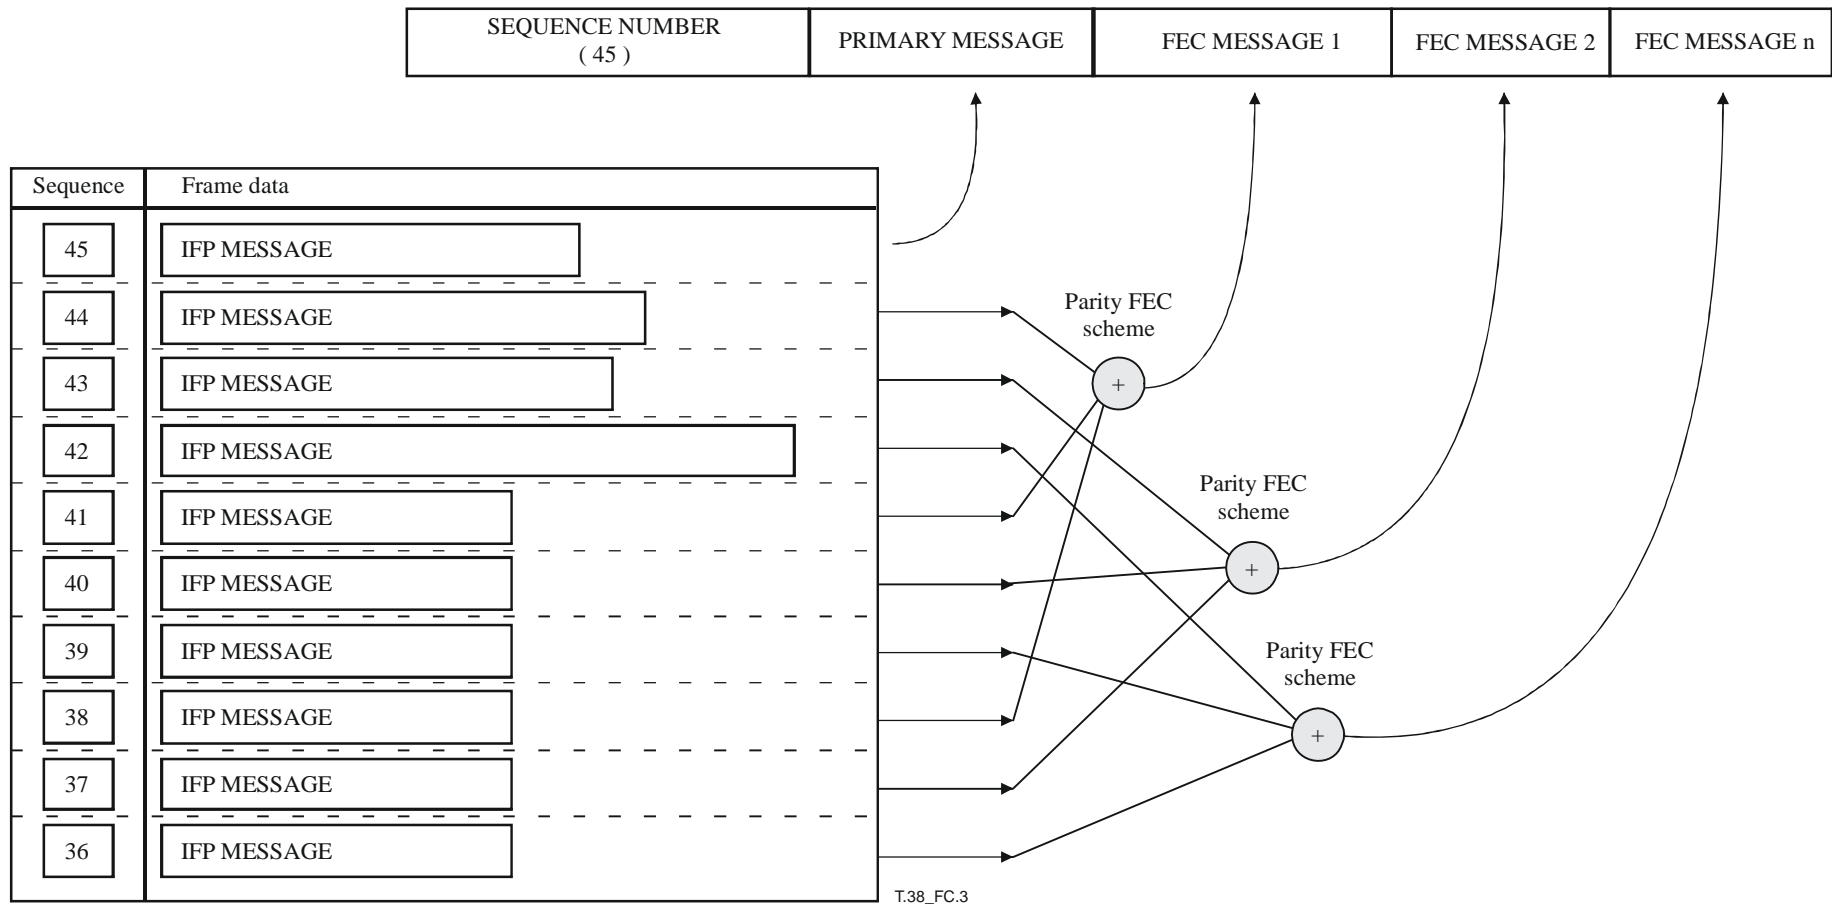 SEQUENCE NUMBER
( 45 )
PRIMARY MESSAGE
FEC MESSAGE 1
FEC MESSAGE 2
FEC MESSAGE n
Sequence
Frame data
45
IFP MESSAGE
44
IFP MESSAGE
43
IFP MESSAGE
42
IFP MESSAGE
41
IFP MESSAGE
40
IFP MESSAGE
39
IFP MESSAGE
38
IFP MESSAGE
37
IFP MESSAGE
36
IFP MESSAGE
Parity FEC
scheme
+
Parity FEC
scheme
+
Parity FEC
scheme
+
T.38_FC.3